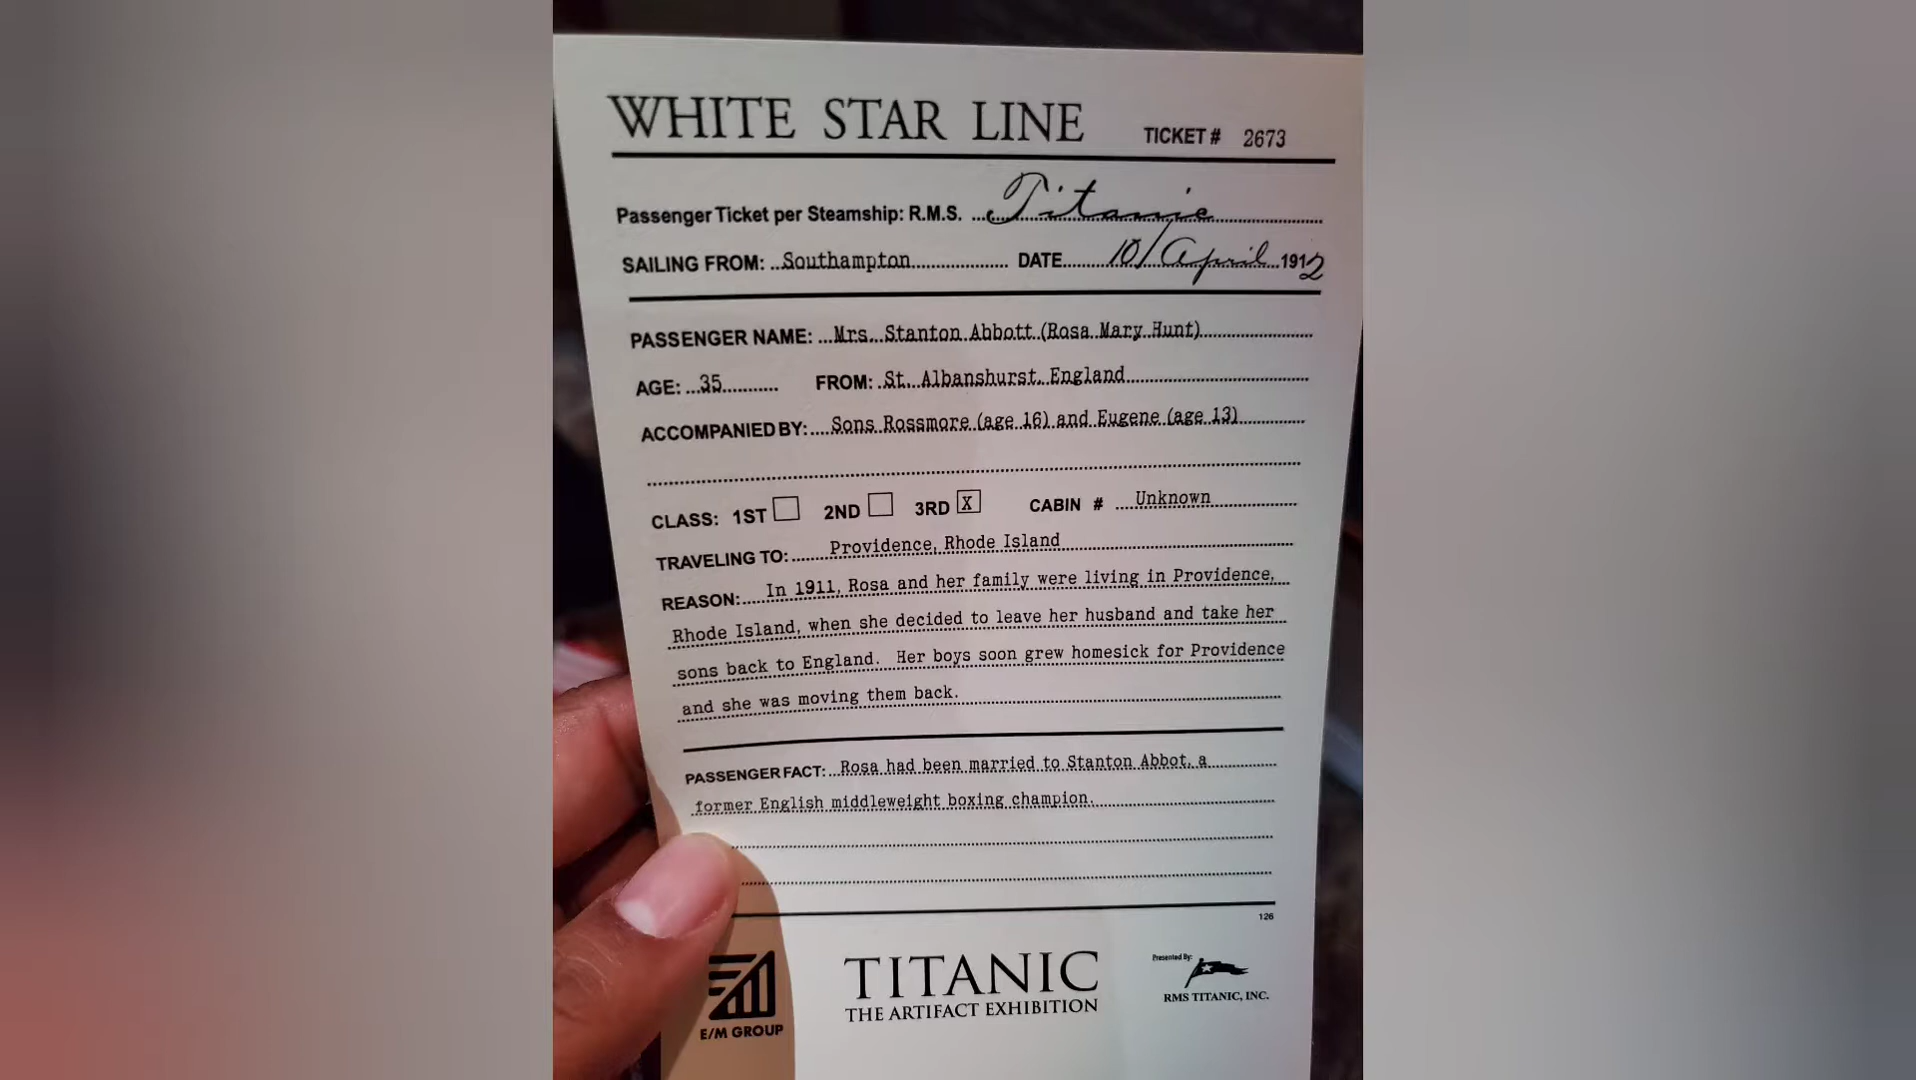 WHITE STAR LINE TICKET # 2673
Passenger Ticket per Steamship: R.M.S. Titanic
SAILING FROM: Southampton DATE 10/April 1912
PASSENGER NAME: Mrs. Stanton Abbott (Rosa Mary Hunt)
AGE: 35 FROM: St. Albanshurst, England
ACCOMPANIED BY: Sons Rossmore (age 16) and Eugene (age 13)
CLASS: 1ST 2ND 3RD X CABIN # Unknown
TRAVELING TO: Providence, Rhode Island
REASON: In 1911, Rosa and her family were living in Providence,
Rhode Island, when she decided to leave her husband and take her
sons back to England. Her boys soon grew homesick for Providence
and she was moving them back.
PASSENGER FACT: Rosa had been married to Stanton Abbot, a
former English middleweight boxing champion.
126
E/M GROUP
TITANIC
THE ARTIFACT EXHIBITION
Presented By:
RMS TITANIC, INC.